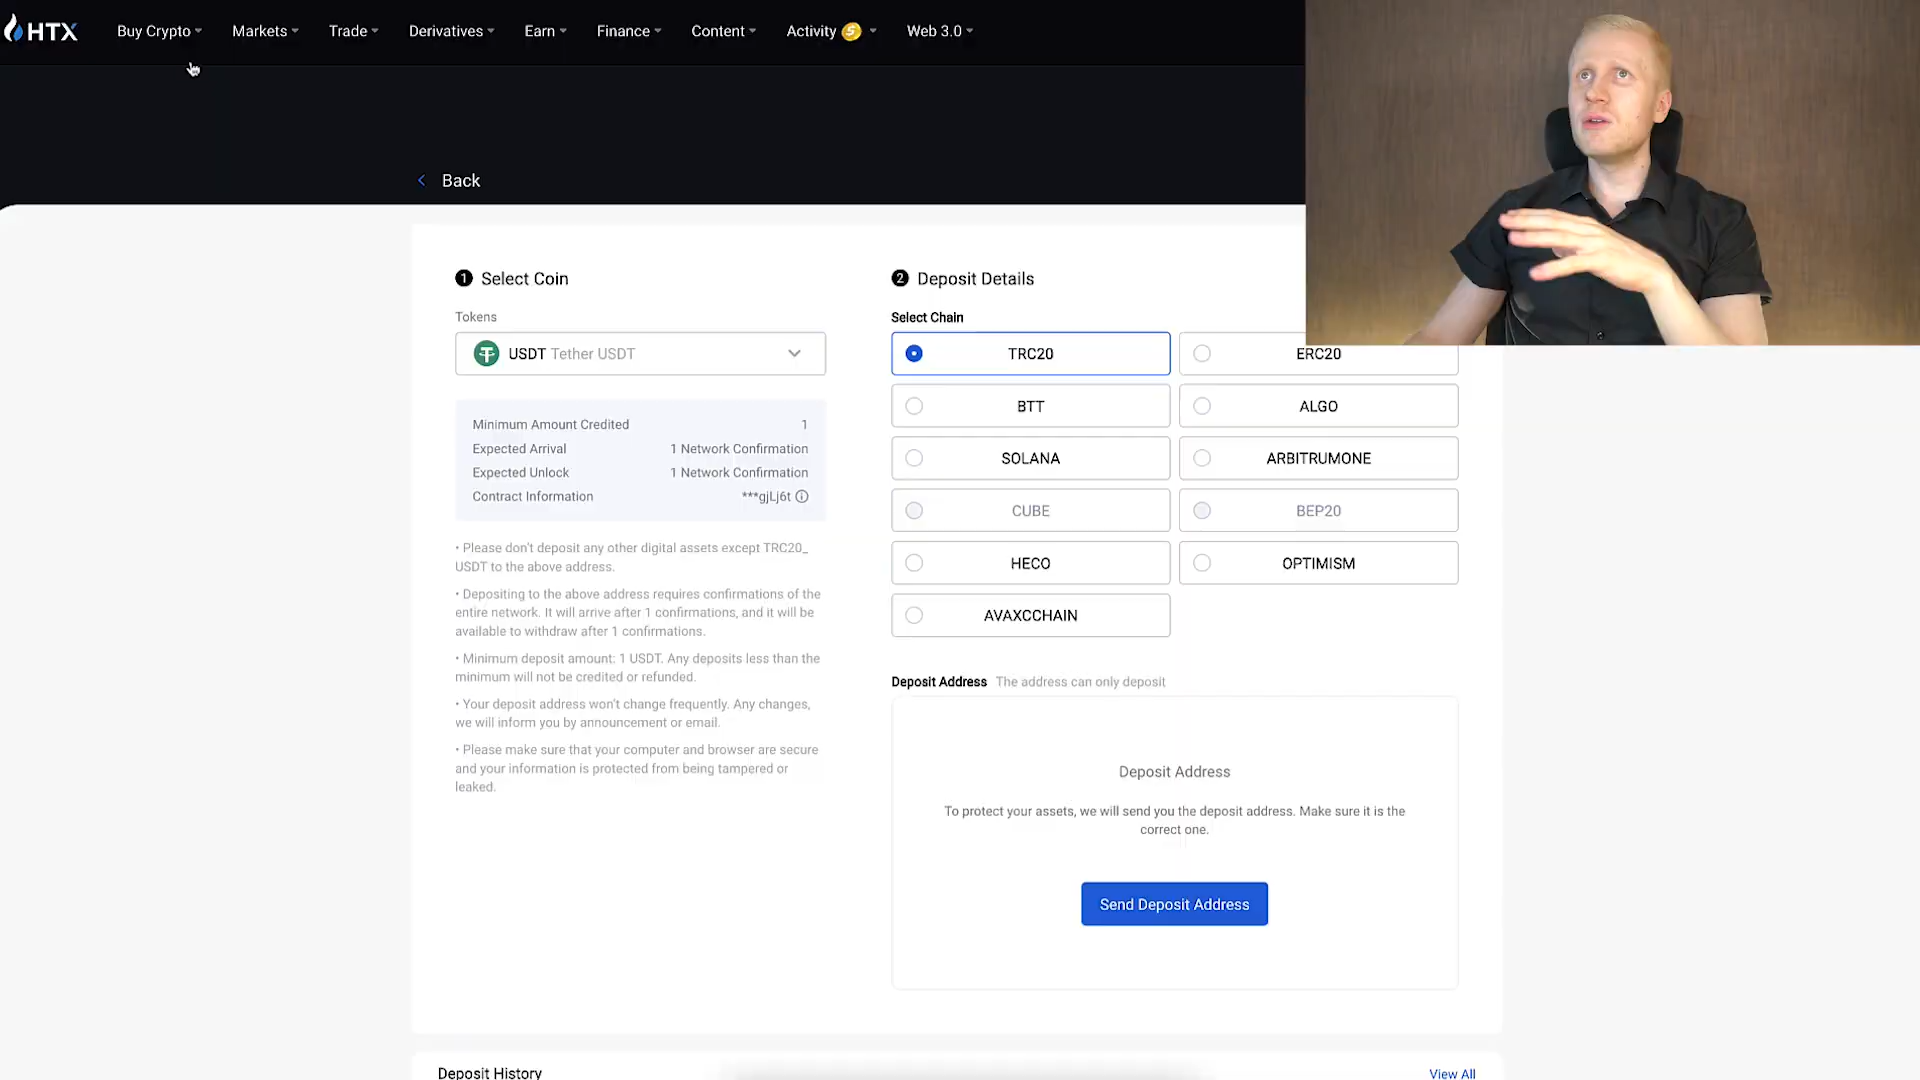 HTX Buy Crypto Markets Trade Derivatives Earn Finance Content Activity Web 3.0
Back
1 Select Coin
Tokens
USDT Tether USDT
Minimum Amount Credited 1
Expected Arrival 1 Network Confirmation
Expected Unlock 1 Network Confirmation
Contract Information ***gjLj6t
• Please don't deposit any other digital assets except TRC20_
USDT to the above address.
• Depositing to the above address requires confirmations of the
entire network. It will arrive after 1 confirmations, and it will be
available to withdraw after 1 confirmations.
• Minimum deposit amount: 1 USDT. Any deposits less than the
minimum will not be credited or refunded.
• Your deposit address won't change frequently. Any changes,
we will inform you by announcement or email.
• Please make sure that your computer and browser are secure
and your information is protected from being tampered or
leaked.
2 Deposit Details
Select Chain
TRC20 ERC20
BTT ALGO
SOLANA ARBITRUMONE
CUBE BEP20
HECO OPTIMISM
AVAXCCHAIN
Deposit Address The address can only deposit
Deposit Address
To protect your assets, we will send you the deposit address. Make sure it is the
correct one.
Send Deposit Address
Deposit History View All